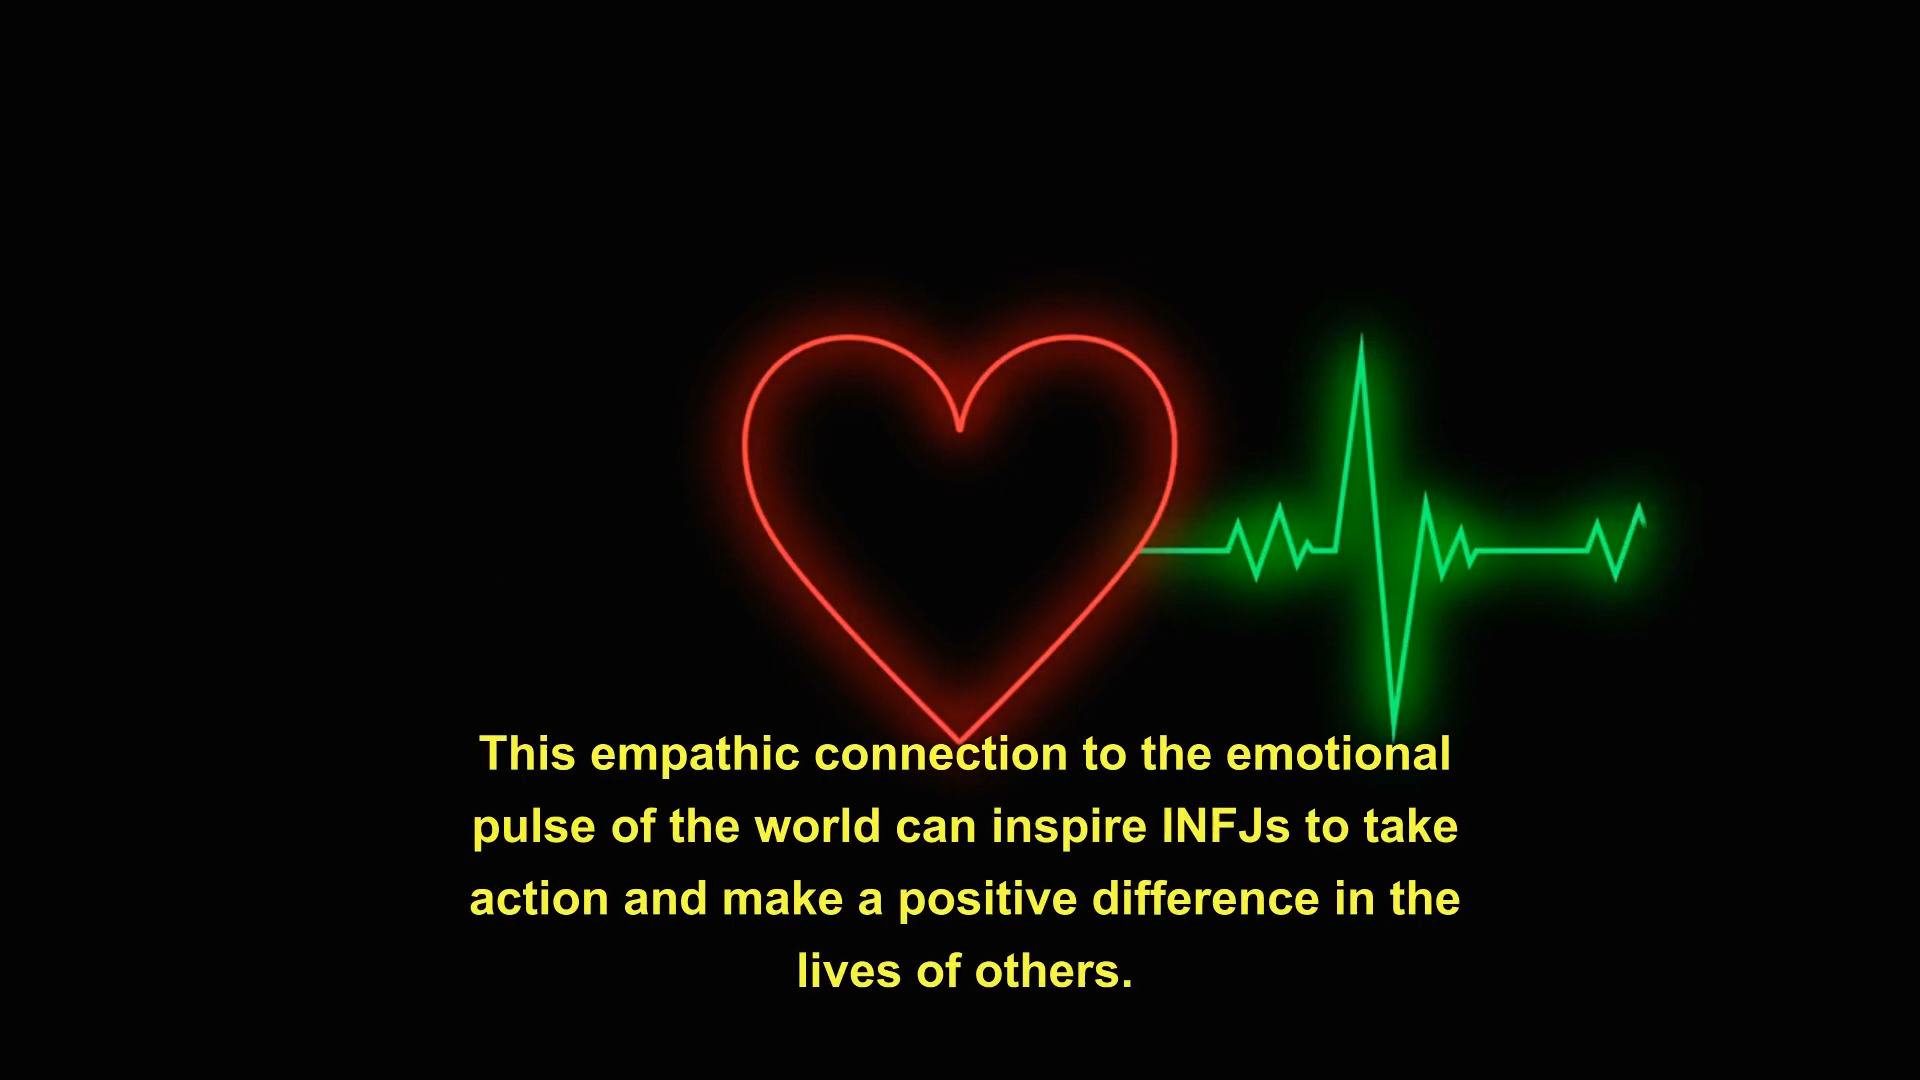 This empathic connection to the emotional
pulse of the world can inspire INFJs to take
action and make a positive difference in the
lives of others.